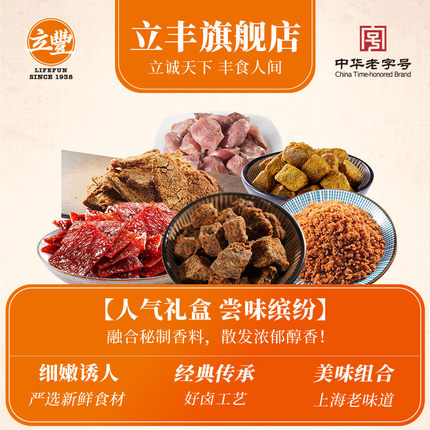 立豐
LIFEFUN
SINCE 1938
立丰旗舰店
立诚天下 丰食人间
中华老字号
China Time-honored Brand
【人气礼盒 尝味缤纷】
融合秘制香料，散发浓郁醇香！
细嫩诱人
严选新鲜食材
经典传承
好卤工艺
美味组合
上海老味道